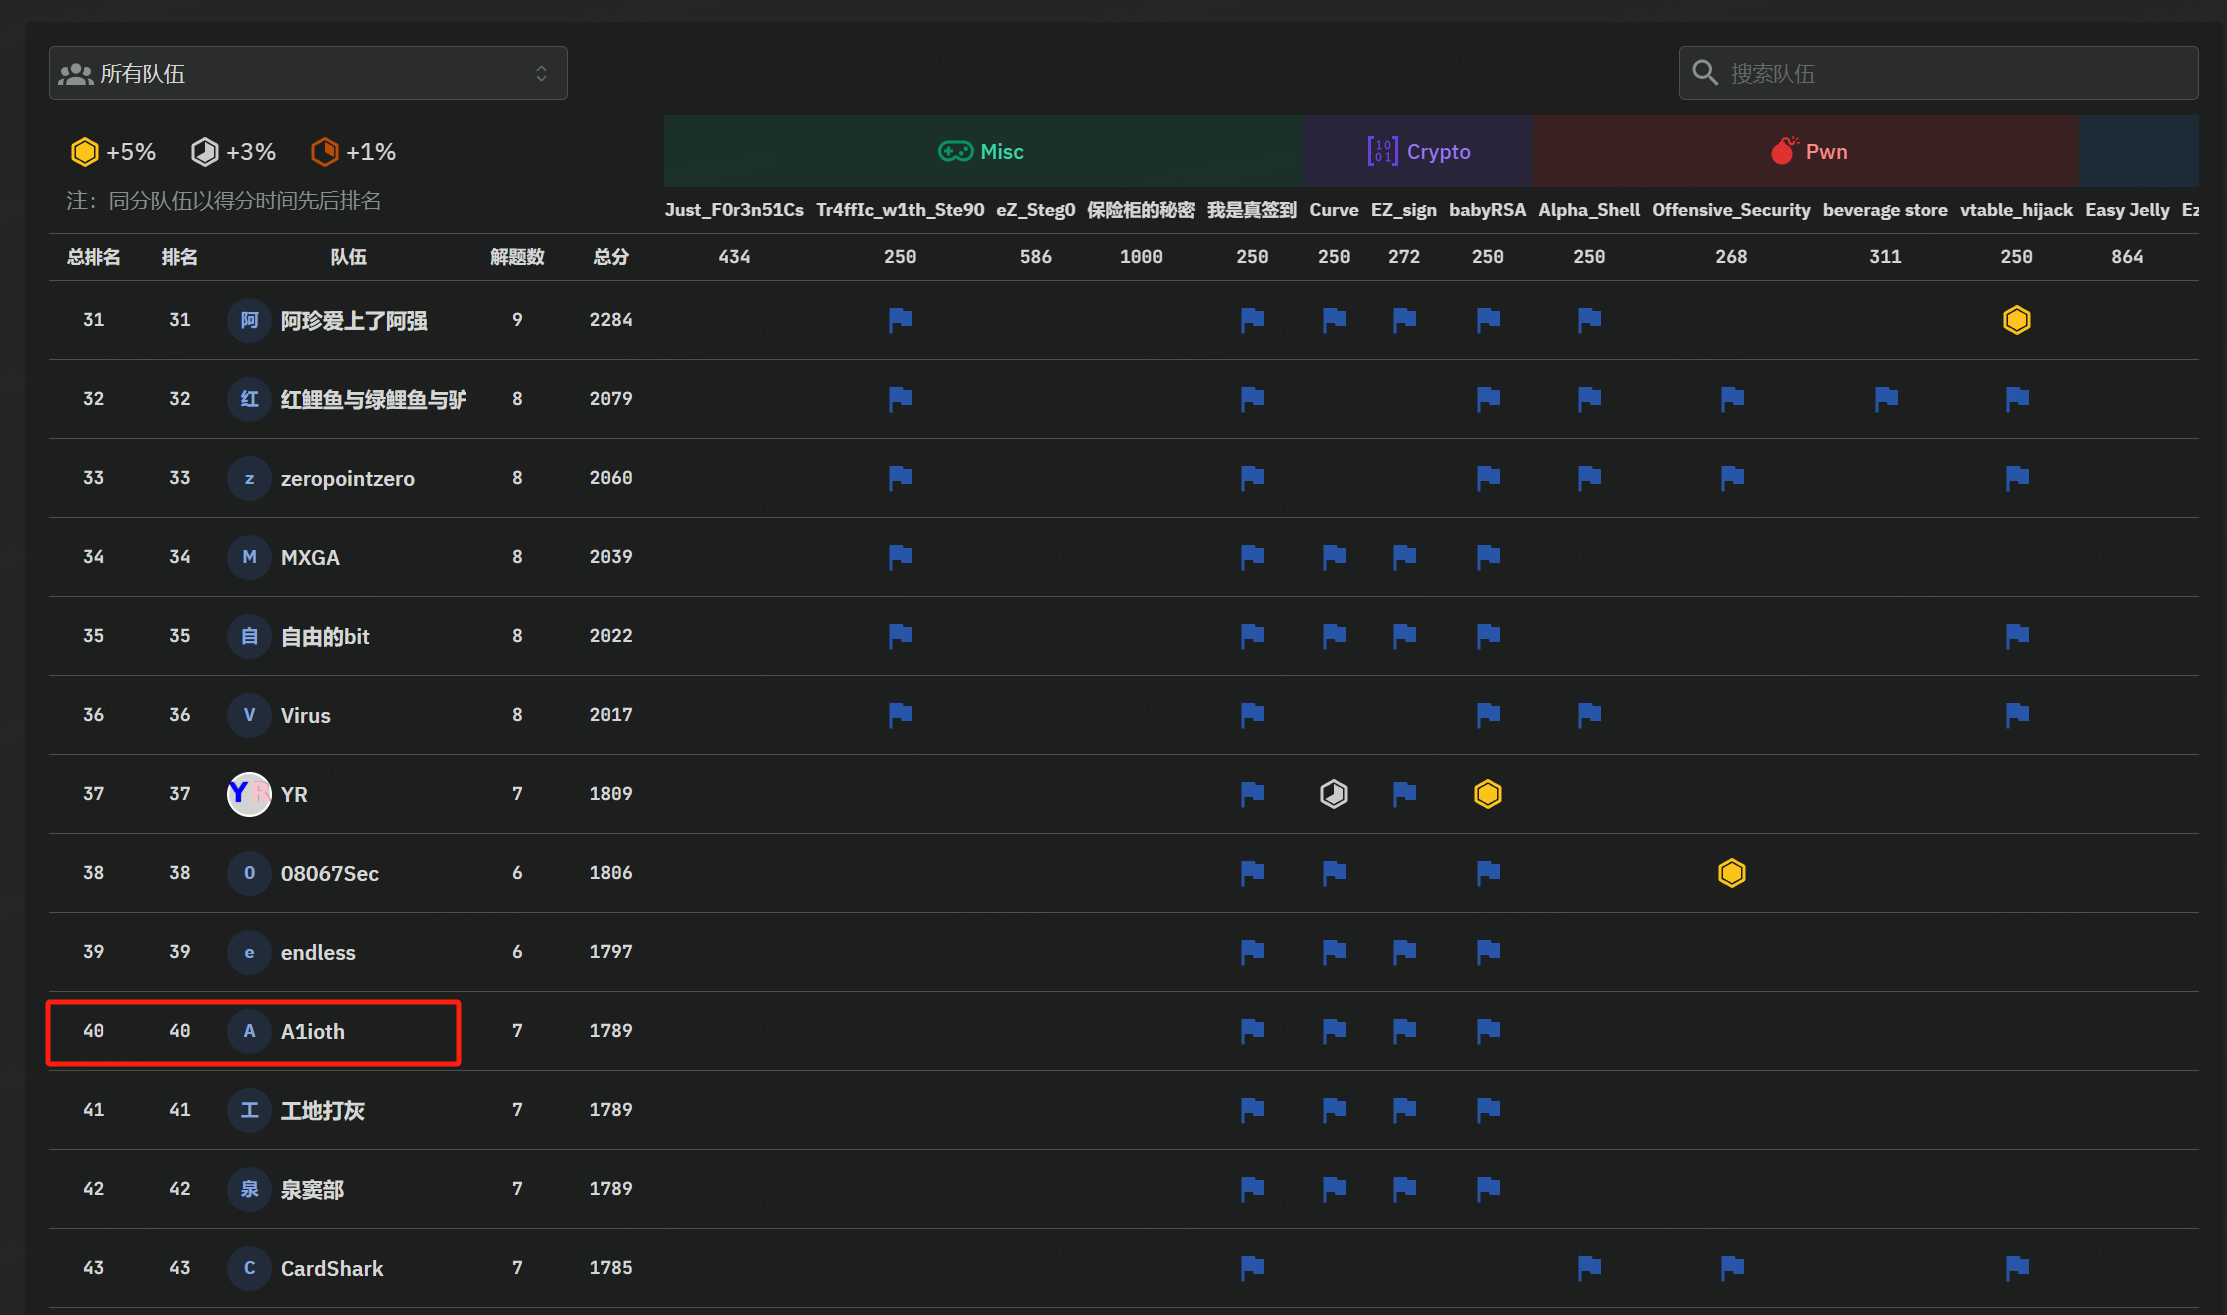 所有队伍
搜索队伍
+5% +3% +1%
Misc Crypto Pwn
注：同分队伍以得分时间先后排名
Just_F0r3n51Cs Tr4ffIc_w1th_Ste90 eZ_Steg0 保险柜的秘密 我是真签到 Curve EZ_sign babyRSA Alpha_Shell Offensive_Security beverage store vtable_hijack Easy Jelly Ez
总排名 排名 队伍 解题数 总分 434 250 586 1000 250 250 272 250 250 268 311 250 864
31 31 阿 阿珍爱上了阿强 9 2284
32 32 红 红鲤鱼与绿鲤鱼与驴 8 2079
33 33 z zeropointzero 8 2060
34 34 M MXGA 8 2039
35 35 自 自由的bit 8 2022
36 36 V Virus 8 2017
37 37 YR YR 7 1809
38 38 0 08067Sec 6 1806
39 39 e endless 6 1797
40 40 A A1ioth 7 1789
41 41 工 工地打灰 7 1789
42 42 泉 泉窦部 7 1789
43 43 C CardShark 7 1785